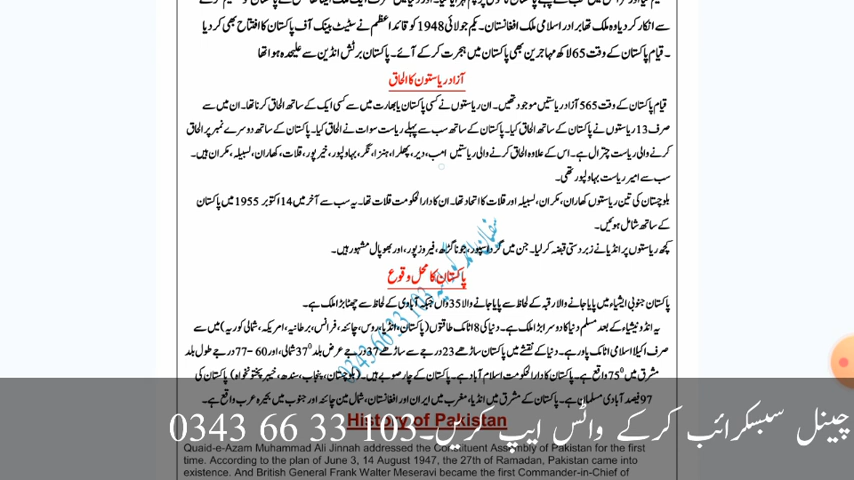 سے انکار کر دیا وہ ملک تھا برادر اسلامی ملک افغانستان۔ یکم جولائی 1948 کو قائد اعظم نے سٹیٹ بینک آف پاکستان کا افتتاح بھی کر دیا
۔ قیام پاکستان کے وقت 65 لاکھ مہاجرین بھی پاکستان میں ہجرت کر کے آئے۔ پاکستان برٹش انڈین سے علیحدہ ہوا تھا
آزاد ریاستوں کا الحاق
قیام پاکستان کے وقت 565 آزاد ریاستیں موجود تھیں۔ ان ریاستوں نے کسی پاکستان یا بھارت میں سے کسی ایک کے ساتھ الحاق کرنا تھا۔ ان میں سے
صرف 13 ریاستوں نے پاکستان کے ساتھ الحاق کیا۔ پاکستان کے ساتھ سب سے پہلے ریاست سوات نے الحاق کیا۔ پاکستان کے ساتھ دوسرے نمبر پر الحاق
کرنے والی ریاست چترال ہے۔ اس کے علاوہ الحاق کرنے والی ریاستیں امب، دیر، پھلرا، ہنزا، نگر، بہاولپور، خیر پور، قلات، کھاران، لسبیلہ، مکران ہیں۔
سب سے امیر ریاست بہاولپور تھی۔
بلوچستان کی تین ریاستوں کھاران، مکران، لسبیلہ اور قلات کا اتحاد تھا۔ ان کا دارالحکومت قلات تھا۔ یہ سب سے آخر میں 14 اکتوبر 1955 میں پاکستان
کے ساتھ شامل ہوئیں۔
کچھ ریاستوں پر انڈیا نے زبردستی قبضہ کر لیا۔ جن میں گرداسپور، جونا گڑھ، فیروز پور، اور بھوپال مشہور ہیں۔
پاکستان کا محل وقوع
پاکستان جنوبی ایشیاء میں پایا جانے والا رقبہ کے لحاظ سے پایا جانے والا 35واں جبکہ آبادی کے لحاظ سے چھٹا بڑا ملک ہے۔
یہ انڈونیشیاء کے بعد مسلم دنیا کا دوسرا بڑا ملک ہے۔ دنیا کی 8 اٹامک طاقتوں (پاکستان، انڈیا، روس، چائنہ، فرانس، برطانیہ، امریکہ، شمالی کوریہ) میں سے
صرف اکیلا اسلامی اٹامک پاور ہے۔ دنیا کے نقشے میں پاکستان ساڑھے 23 درجے سے ساڑھے 37 درجے عرض بلد 37° شمالی، اور 60 - 77 درجے طول بلد
مشرق میں 75° واقع ہے۔ پاکستان کا دارالحکومت اسلام آباد ہے۔ پاکستان کے چار صوبے ہیں۔ (بلوچستان، پنجاب، سندھ، خیبر پختونخواہ) پاکستان کی
97 فیصد آبادی مسلمان ہے۔ پاکستان کے مشرق میں انڈیا، مغرب میں ایران اور افغانستان، شمال میں چائنہ اور جنوب میں بحیرہ عرب واقع ہے۔
0343 66 33 103
History of Pakistan
چینل سبسکرائب کرکے واٹس ایپ کریں۔ 0343 66 33 103
Quaid-e-Azam Muhammad Ali Jinnah addressed the Constituent Assembly of Pakistan for the first
time. According to the plan of June 3, 14 August 1947, the 27th of Ramadan, Pakistan came into
existence. And British General Frank Walter Meseravi became the first Commander-in-Chief of